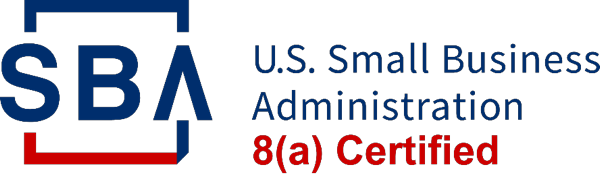 SBA
U.S. Small Business
Administration
8(a) Certified